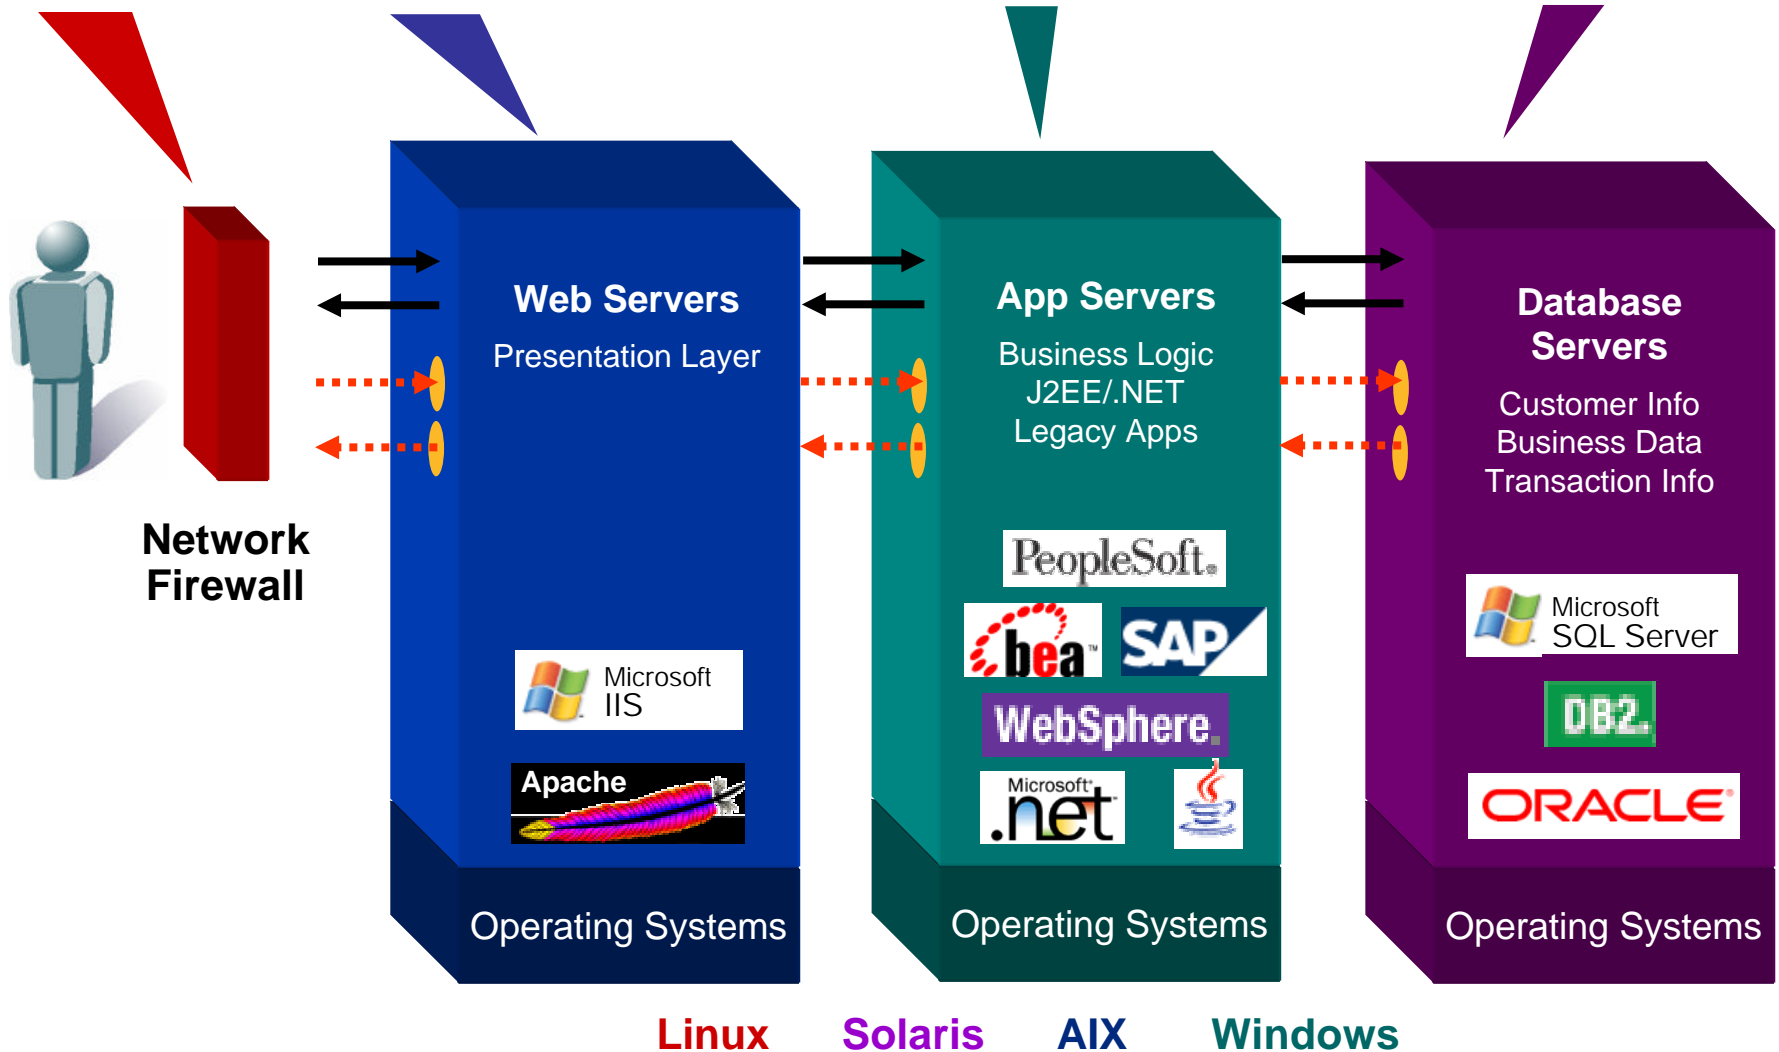 Network
Firewall
Web Servers
Presentation Layer
Microsoft
IIS
Apache
Operating Systems
App Servers
Business Logic
J2EE/.NET
Legacy Apps
PeopleSoft®
bea™
SAP
WebSphere.
Microsoft®
.net™
Operating Systems
Database
Servers
Customer Info
Business Data
Transaction Info
Microsoft
SQL Server
DB2.
ORACLE®
Operating Systems
Linux Solaris AIX Windows